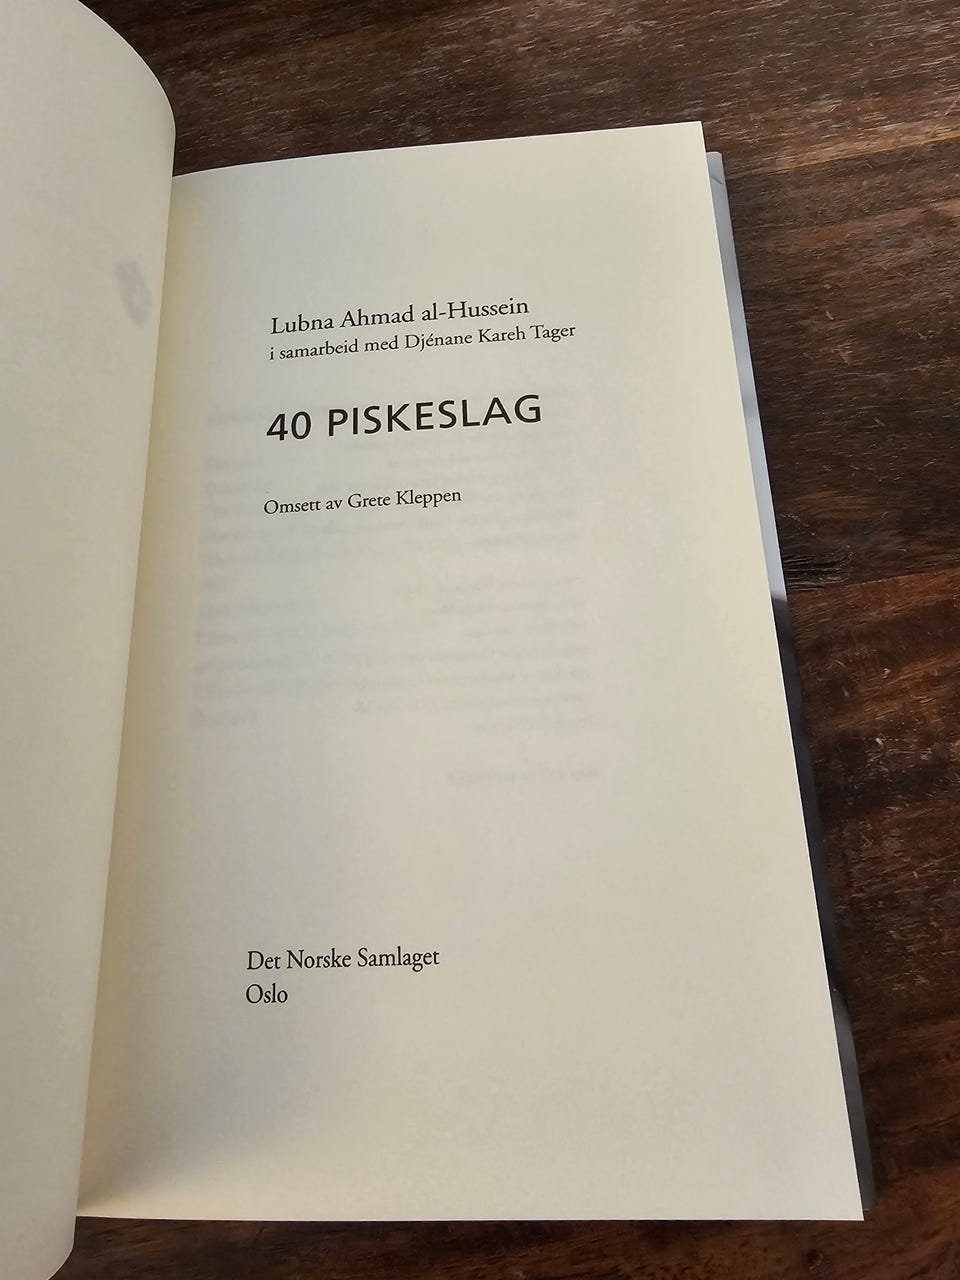 Lubna Ahmad al-Hussein
i samarbeid med Djénane Kareh Tager
40 PISKESLAG
Omsett av Grete Kleppen
Det Norske Samlaget
Oslo